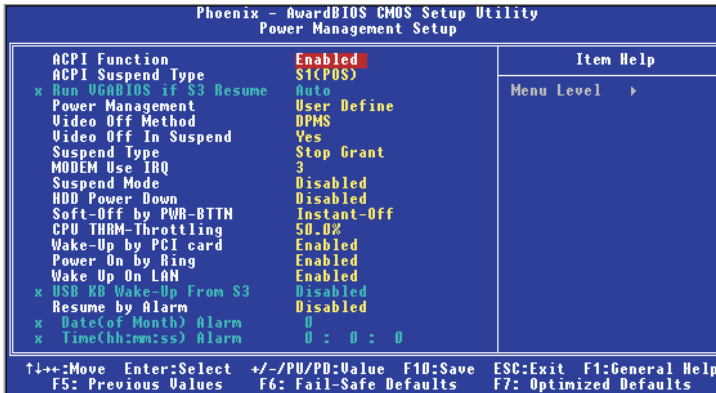 Phoenix - AwardBIOS CMOS Setup Utility
Power Management Setup
ACPI Function Enabled
ACPI Suspend Type S1(POS)
x Run VGABIOS if S3 Resume Auto
Power Management User Define
Video Off Method DPMS
Video Off In Suspend Yes
Suspend Type Stop Grant
MODEM Use IRQ 3
Suspend Mode Disabled
HDD Power Down Disabled
Soft-Off by PWR-BTTN Instant-Off
CPU THRM-Throttling 50.0%
Wake-Up by PCI card Enabled
Power On by Ring Enabled
Wake Up On LAN Enabled
x USB KB Wake-Up From S3 Disabled
Resume by Alarm Disabled
x Date(of Month) Alarm 0
x Time(hh:mm:ss) Alarm 0 : 0 : 0
Item Help
Menu Level ▸
↑↓→←:Move Enter:Select +/-/PU/PD:Value F10:Save ESC:Exit F1:General Help
F5: Previous Values F6: Fail-Safe Defaults F7: Optimized Defaults